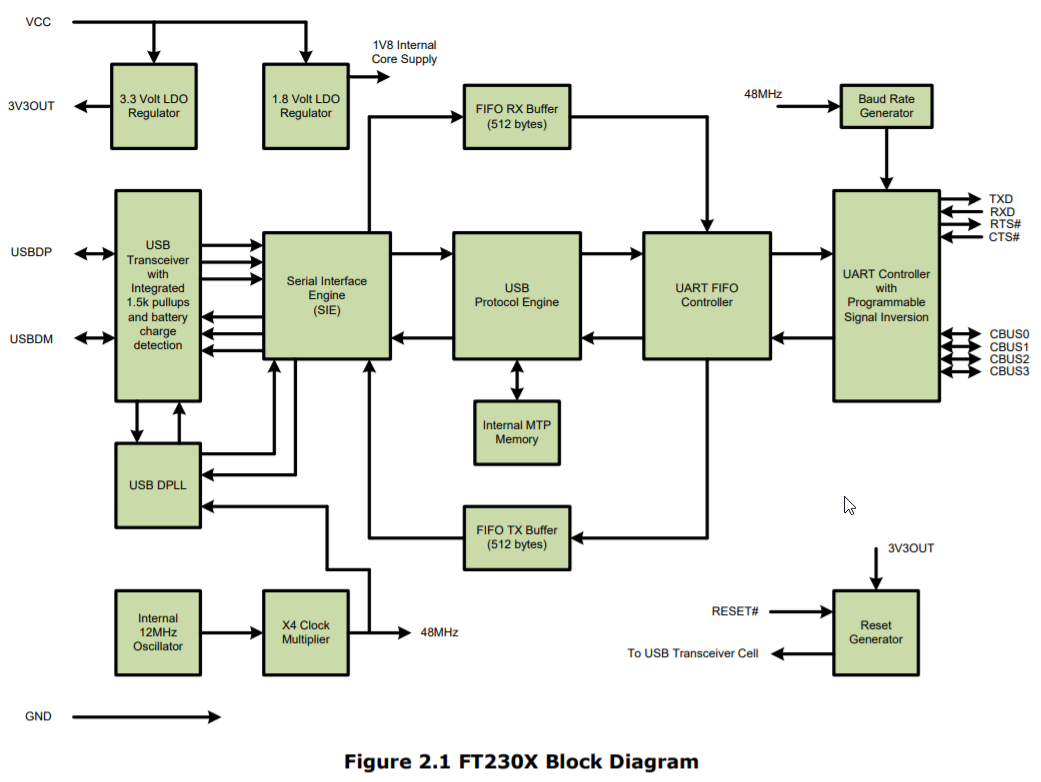 VCC
1V8 Internal
Core Supply
3V3OUT
3.3 Volt LDO
Regulator
1.8 Volt LDO
Regulator
FIFO RX Buffer
(512 bytes)
48MHz
Baud Rate
Generator
USBDP
USBDM
USB
Transceiver
with
Integrated
1.5k pullups
and battery
charge
detection
Serial Interface
Engine
(SIE)
USB
Protocol Engine
UART FIFO
Controller
UART Controller
with
Programmable
Signal Inversion
TXD
RXD
RTS#
CTS#
CBUS0
CBUS1
CBUS2
CBUS3
Internal MTP
Memory
USB DPLL
FIFO TX Buffer
(512 bytes)
3V3OUT
Internal
12MHz
Oscillator
X4 Clock
Multiplier
48MHz
RESET#
Reset
Generator
To USB Transceiver Cell
GND
Figure 2.1 FT230X Block Diagram